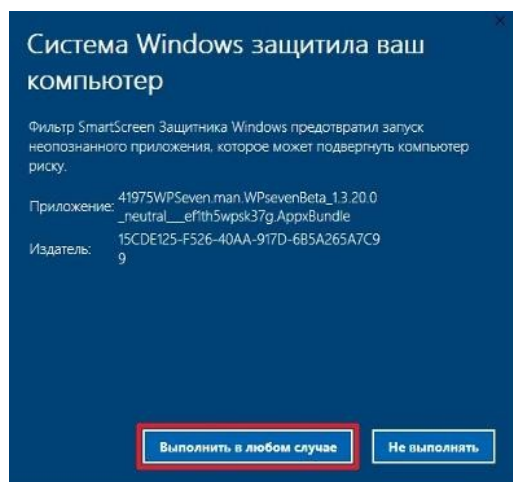 Система Windows защитила ваш
компьютер
Фильтр SmartScreen Защитника Windows предотвратил запуск
неопознанного приложения, которое может подвергнуть компьютер
риску.
Приложение: 41975WPSeven.man.WPsevenBeta_1.3.20.0
_neutral__ef1th5wpsk37g.AppxBundle
Издатель: 15CDE125-F526-40AA-917D-6B5A265A7C9
9
Выполнить в любом случае Не выполнять